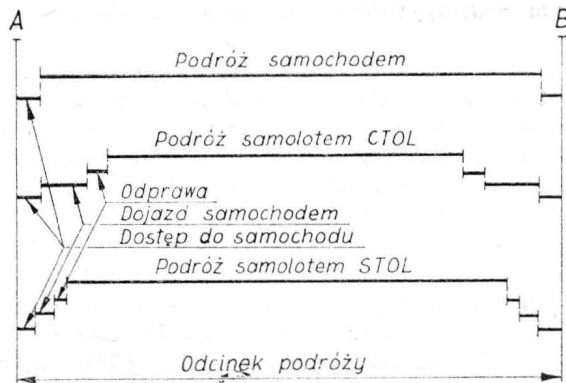 A B
Podróż samochodem
Podróż samolotem CTOL
Odprawa
Dojazd samochodem
Dostęp do samochodu
Podróż samolotem STOL
Odcinek podróży